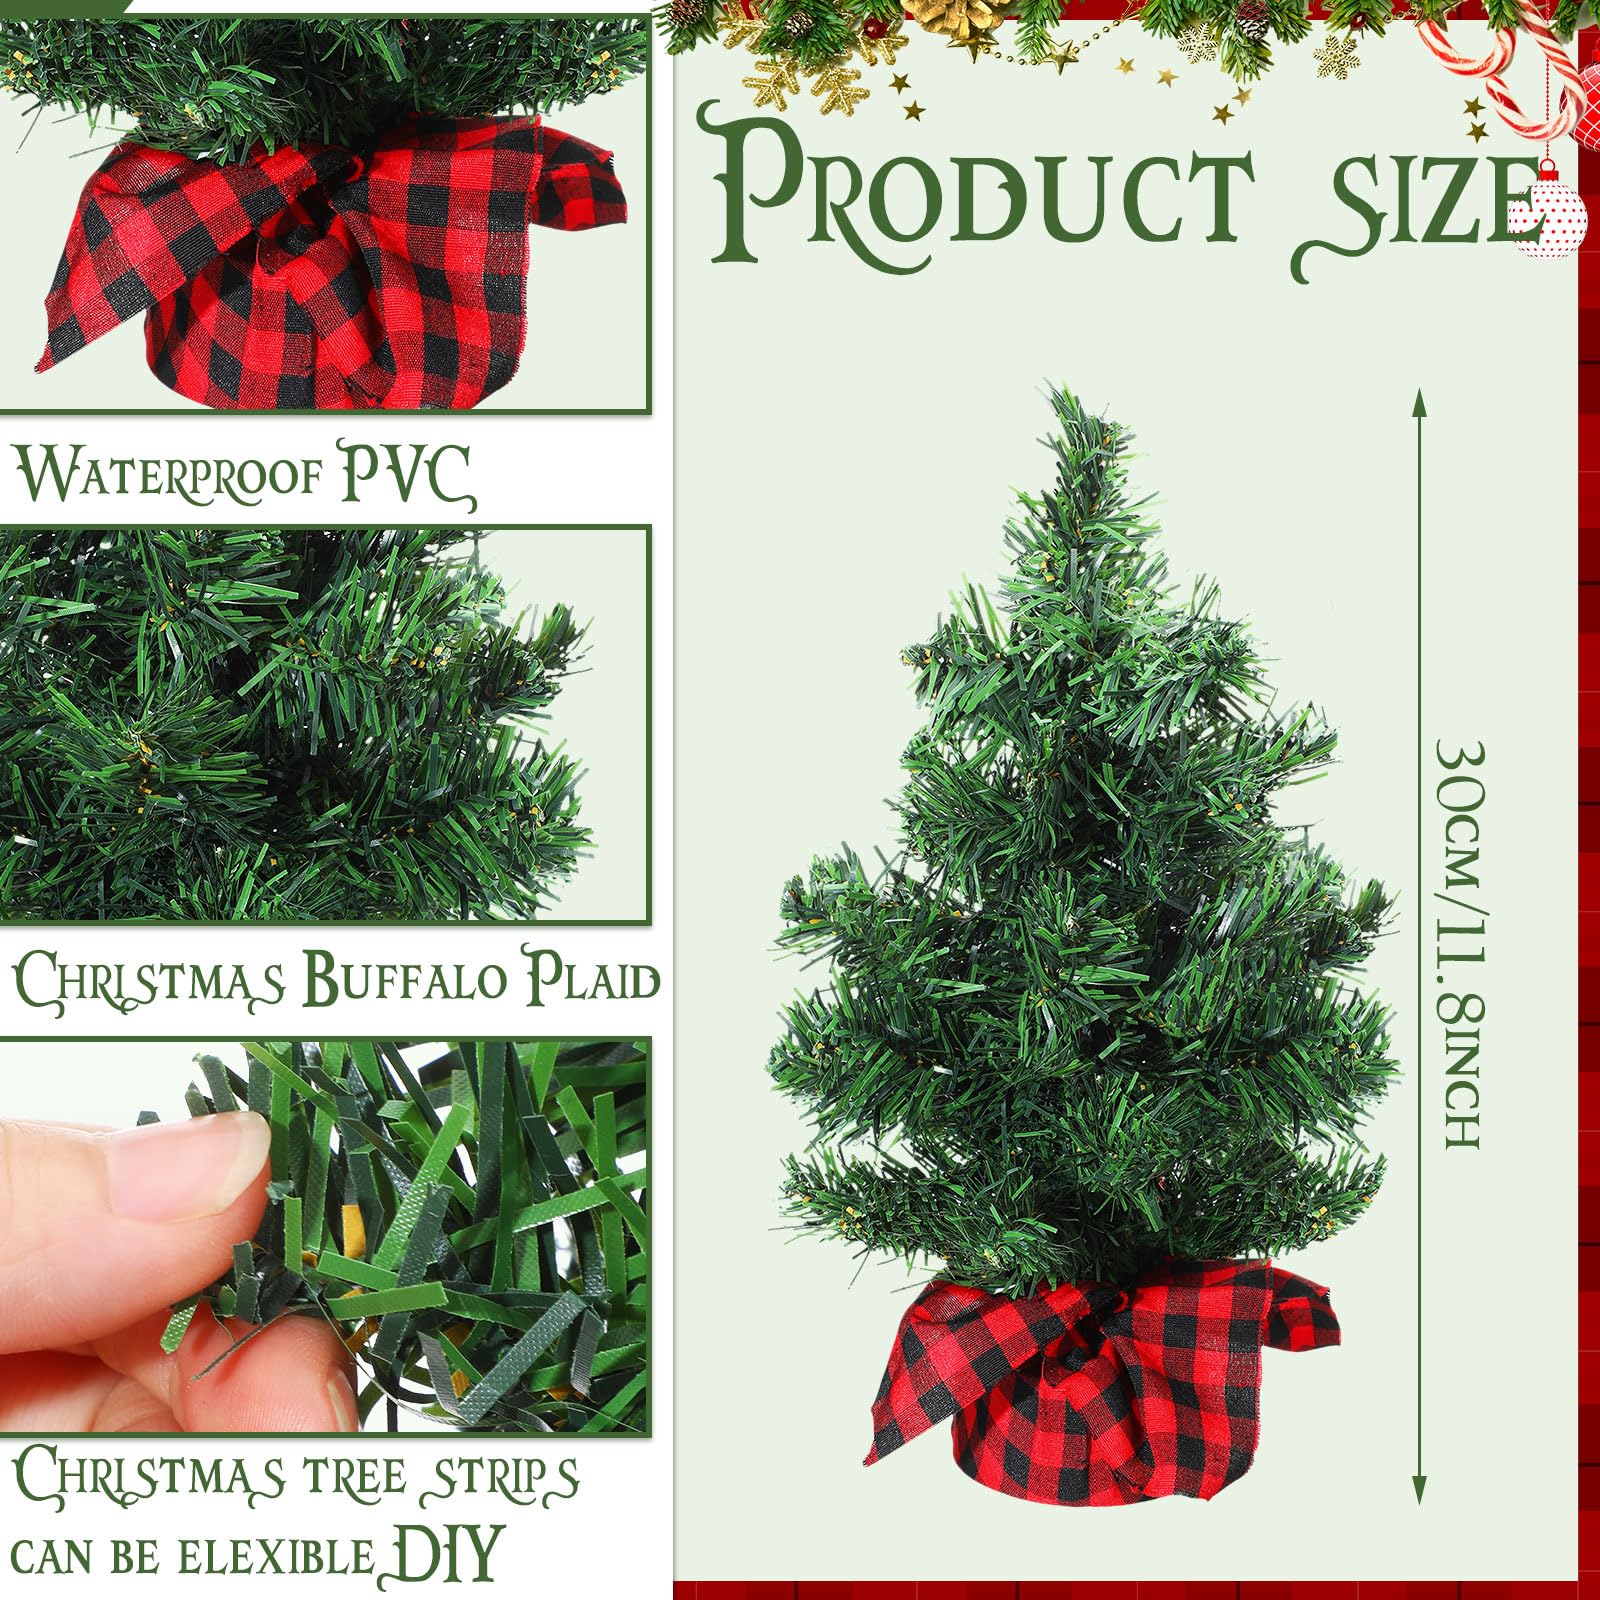 Waterproof PVC
Christmas Buffalo Plaid
Christmas tree strips
can be elexible DIY
Product size
30cm/11.8inch